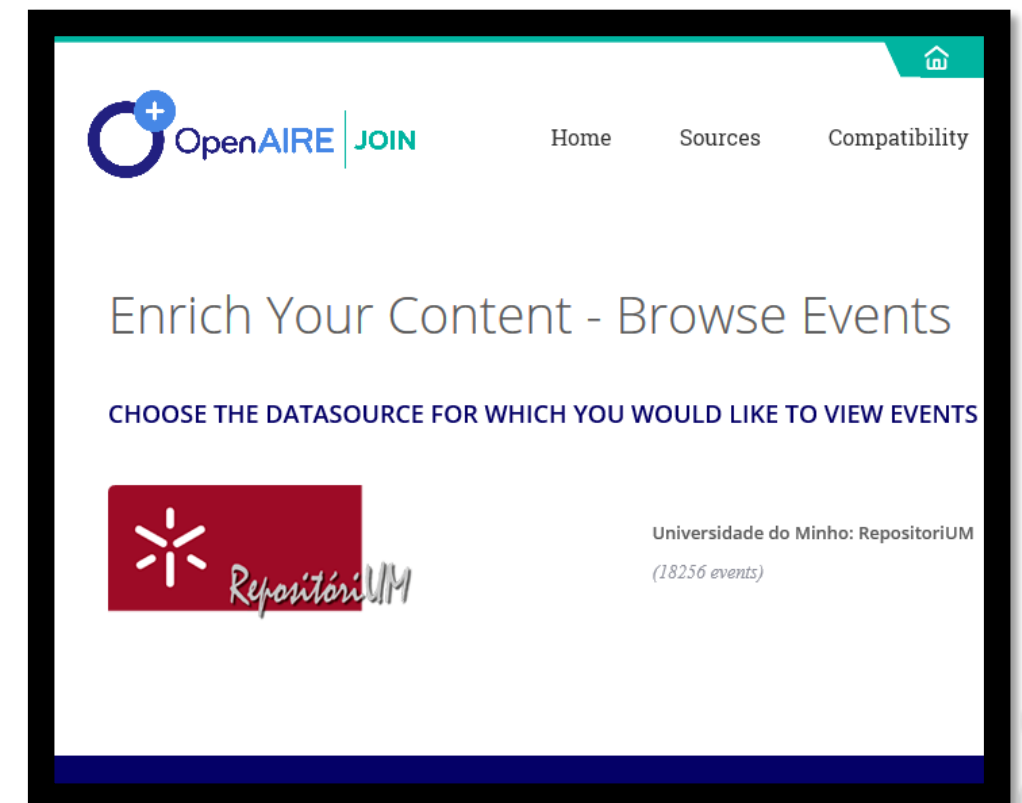 OpenAIRE JOIN
Home Sources Compatibility
Enrich Your Content - Browse Events
CHOOSE THE DATASOURCE FOR WHICH YOU WOULD LIKE TO VIEW EVENTS
RepositóriUM
Universidade do Minho: RepositoriUM
(18256 events)